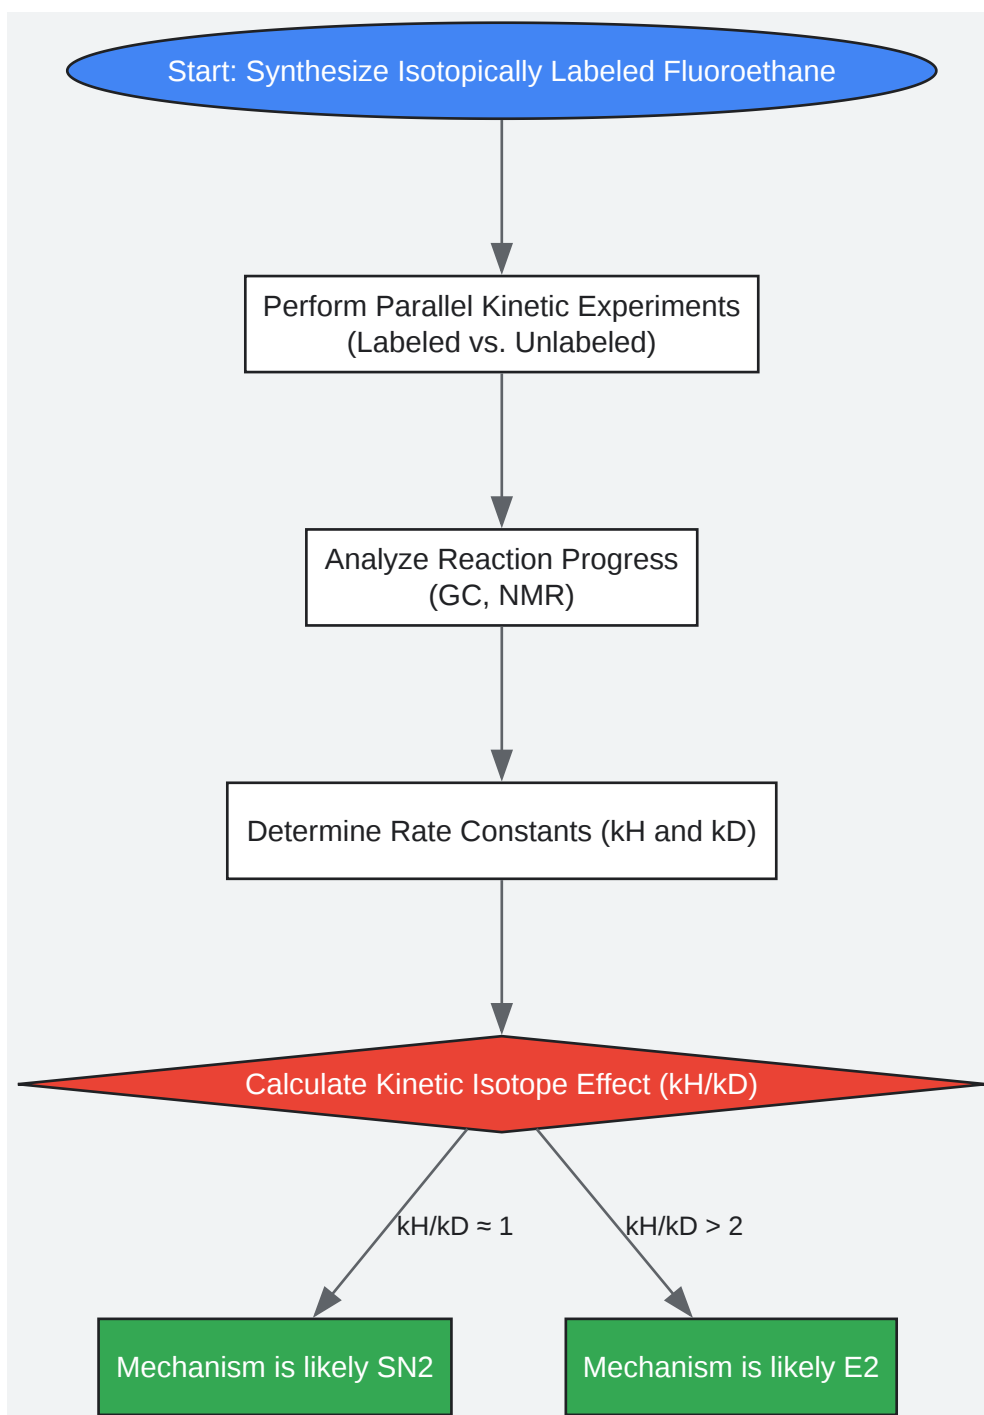 Start: Synthesize Isotopically Labeled Fluoroethane
Perform Parallel Kinetic Experiments
(Labeled vs. Unlabeled)
Analyze Reaction Progress
(GC, NMR)
Determine Rate Constants (kH and kD)
Calculate Kinetic Isotope Effect (kH/kD)
kH/kD ≈ 1
kH/kD > 2
Mechanism is likely SN2
Mechanism is likely E2